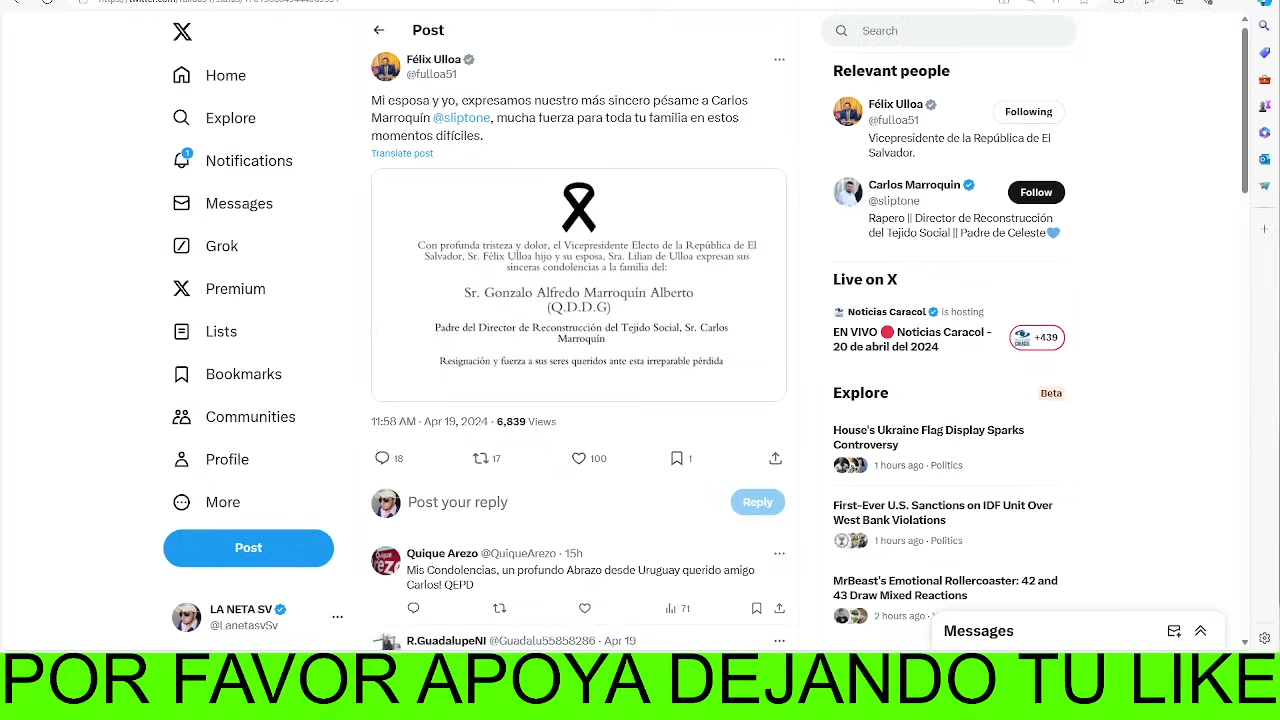 Home
Explore
1
Notifications
Messages
Grok
Premium
Lists
Bookmarks
Communities
Profile
More
Post
LA NETA SV
@LanetasvSv
Post
Félix Ulloa
@fulloa51
Mi esposa y yo, expresamos nuestro más sincero pésame a Carlos
Marroquín @sliptone, mucha fuerza para toda tu familia en estos
momentos difíciles.
Translate post
Con profunda tristeza y dolor, el Vicepresidente Electo de la República de El
Salvador, Sr. Félix Ulloa hijo y su esposa, Sra. Lilian de Ulloa expresan sus
sinceras condolencias a la familia del:
Sr. Gonzalo Alfredo Marroquín Alberto
(Q.D.D.G)
Padre del Director de Reconstrucción del Tejido Social, Sr. Carlos
Marroquín
Resignación y fuerza a sus seres queridos ante esta irreparable pérdida
11:58 AM · Apr 19, 2024 · 6,839 Views
18 17 100 1
Post your reply
Reply
Quique Arezo @QuiqueArezo · 15h
Mis Condolencias, un profundo Abrazo desde Uruguay querido amigo
Carlos! QEPD
71
R.GuadalupeNI @Guadalu55858286 · Apr 19
Search
Relevant people
Félix Ulloa
@fulloa51
Following
Vicepresidente de la República de El
Salvador.
Carlos Marroquin
@sliptone
Follow
Rapero || Director de Reconstrucción
del Tejido Social || Padre de Celeste
Live on X
Noticias Caracol is hosting
EN VIVO Noticias Caracol -
20 de abril del 2024
+439
Explore
Beta
House's Ukraine Flag Display Sparks
Controversy
1 hours ago · Politics
First-Ever U.S. Sanctions on IDF Unit Over
West Bank Violations
1 hours ago · Politics
MrBeast's Emotional Rollercoaster: 42 and
43 Draw Mixed Reactions
2 hours ago ·
Messages
POR FAVOR APOYA DEJANDO TU LIKE